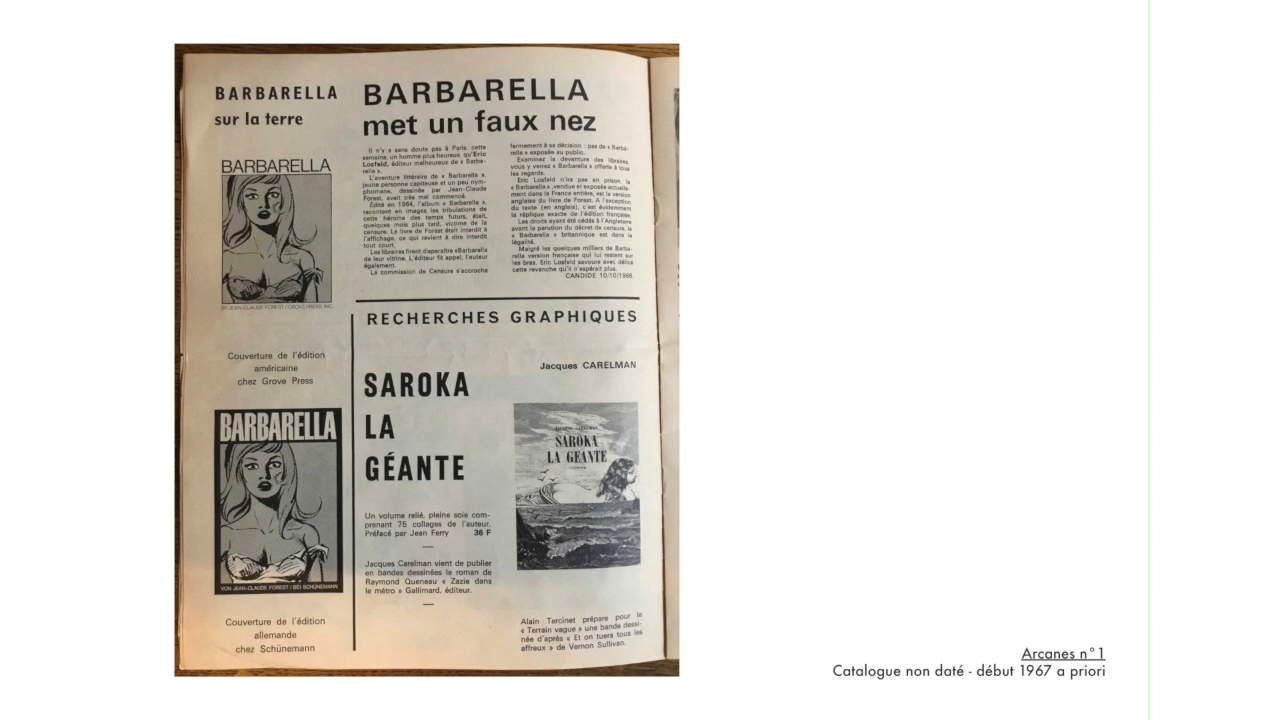 BARBARELLA
sur la terre
BARBARELLA
BY JEAN-CLAUDE FOREST / GROVE PRESS, INC.
Couverture de l'édition
américaine
chez Grove Press
BARBARELLA
VON JEAN-CLAUDE FOREST / BEI SCHÜNEMANN
Couverture de l'édition
allemande
chez Schünemann
BARBARELLA
met un faux nez
Il n'y a sans doute pas à Paris, cette
semaine, un homme plus heureux qu'Eric
Losfeld, éditeur malheureux de « Barba-
rella ».
L'aventure littéraire de « Barbarella »,
jeune personne capiteuse et un peu nym-
phomane, dessinée par Jean-Claude
Forest, avait très mal commencé.
Edité en 1964, l'album « Barbarella »,
racontant en images les tribulations de
cette héroïne des temps futurs, était,
quelques mois plus tard, victime de la
censure. Le livre de Forest était interdit à
l'affichage, ce qui revient à dire interdit
tout court.
Les libraires firent disparaître «Barbarella
de leur vitrine. L'éditeur fit appel, l'auteur
également.
La commission de Censure s'acorocha
fermement à sa décision : pas de « Barba-
rella » exposée au public.
Examinez la devanture des libraires,
vous y verrez « Barbarella » offerte à tous
les regards.
Eric Losfeld n'ira pas en prison, la
« Barbarella » ,vendue et exposée actuelle-
ment dans la France entière, est la version
anglaise du livre de Forest. A l'exception
du texte (en anglais), c'est évidemment
la réplique exacte de l'édition française.
Les droits ayant été cédés à l'Angleterre
avant la parution du décret de censure, la
« Barbarella » britannique est dans la
légalité.
Malgré les quelques milliers de Barba-
rella version française qui lui restent sur
les bras, Eric Losfeld savoure avec délice
cette revanche qu'il n'espérait plus.
CANDIDE 10/10/1966.
RECHERCHES GRAPHIQUES
Jacques CARELMAN
SAROKA
LA
GÉANTE
Un volume relié, pleine soie com-
prenant 75 collages de l'auteur.
Préfacé par Jean Ferry 36 F
Jacques Carelman vient de publier
en bandes dessinées le roman de
Raymond Queneau « Zazie dans
le métro » Gallimard, éditeur.
JACQUES CARELMAN
SAROKA
LA GEANTE
Alain Tercinet prépare pour le
« Terrain vague » une bande dessi-
née d'après « Et on tuera tous les
affreux » de Vernon Sullivan.
Arcanes n°1
Catalogue non daté - début 1967 a priori